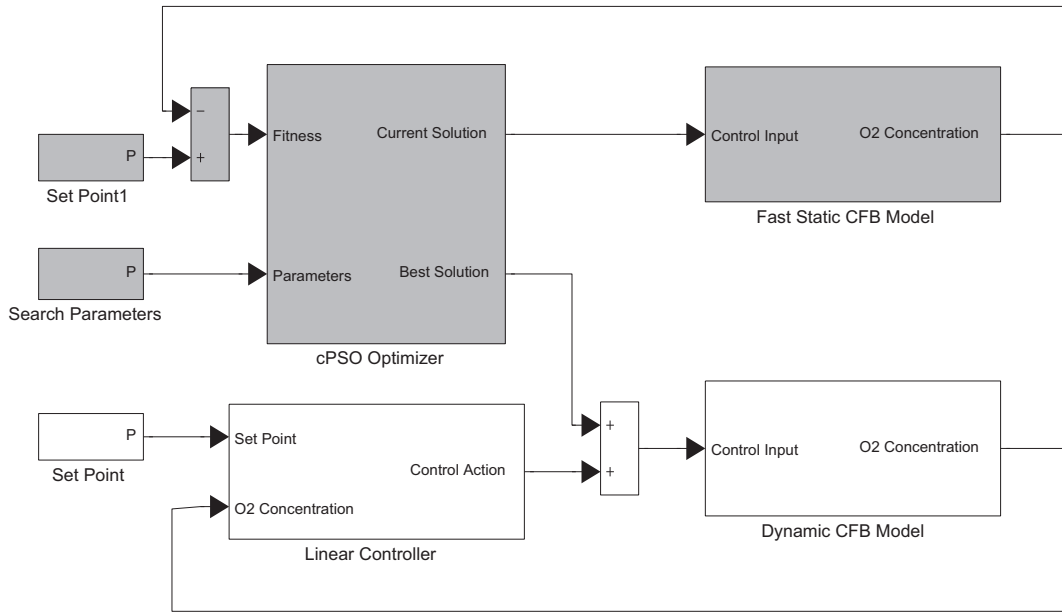 −
+
P
Set Point1
Fitness
Current Solution
Parameters
Best Solution
cPSO Optimizer
Control Input
O2 Concentration
Fast Static CFB Model
P
Search Parameters
P
Set Point
Set Point
O2 Concentration
Control Action
Linear Controller
+
+
Control Input
O2 Concentration
Dynamic CFB Model